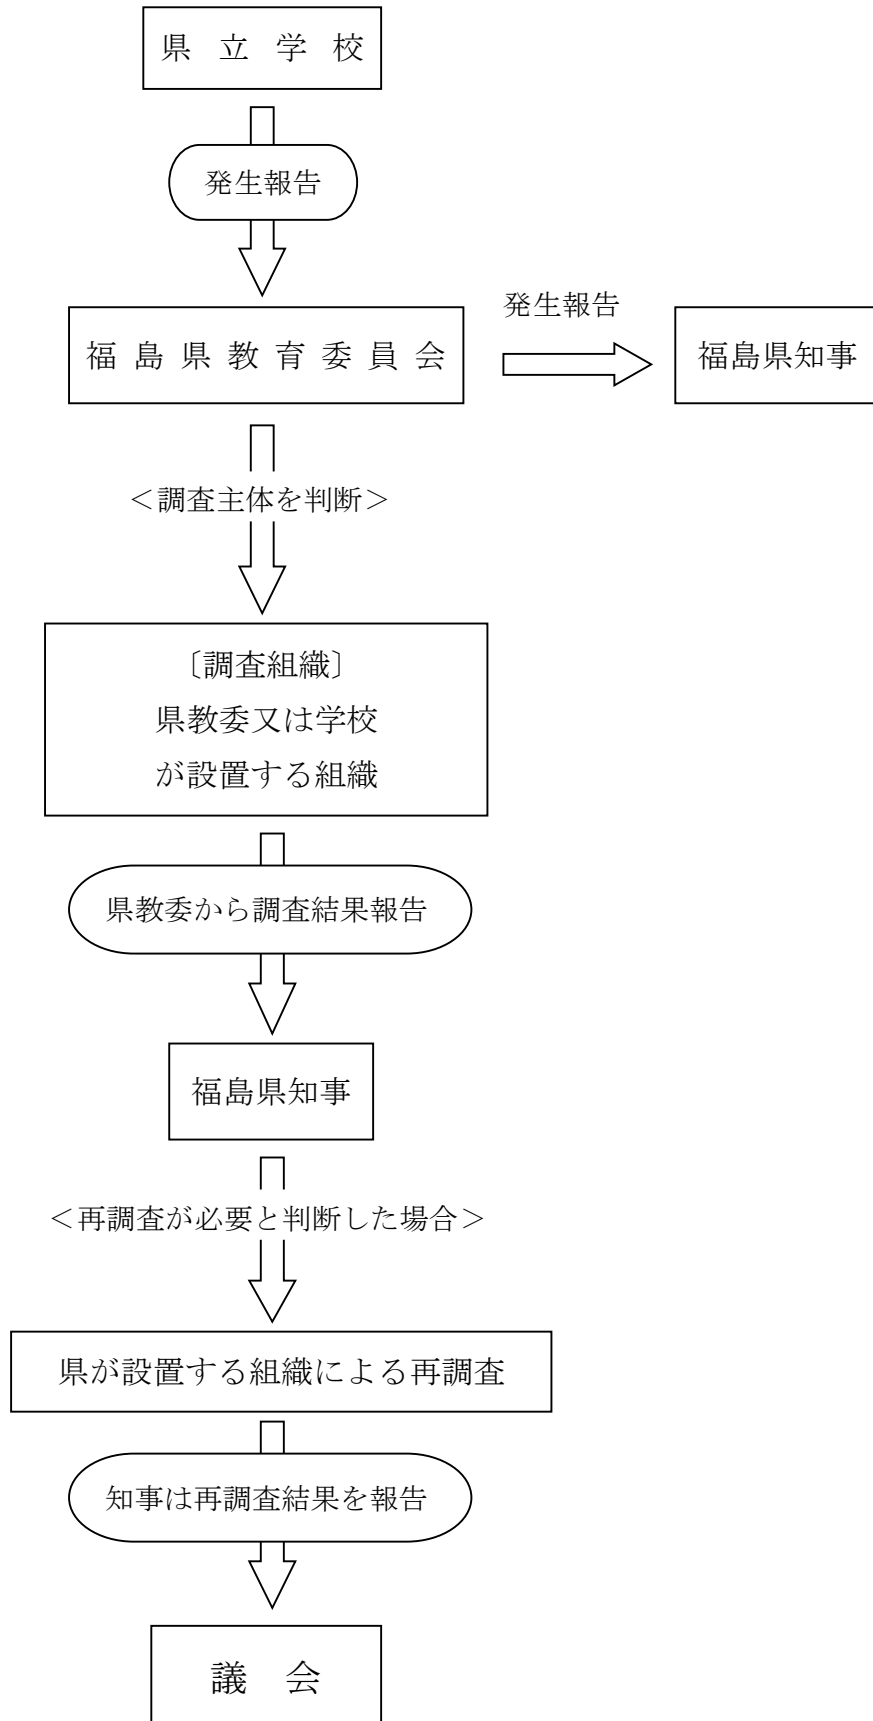 県立学校
発生報告
発生報告
福島県教育委員会
福島県知事
＜調査主体を判断＞
〔調査組織〕
県教委又は学校
が設置する組織
県教委から調査結果報告
福島県知事
＜再調査が必要と判断した場合＞
県が設置する組織による再調査
知事は再調査結果を報告
議　会